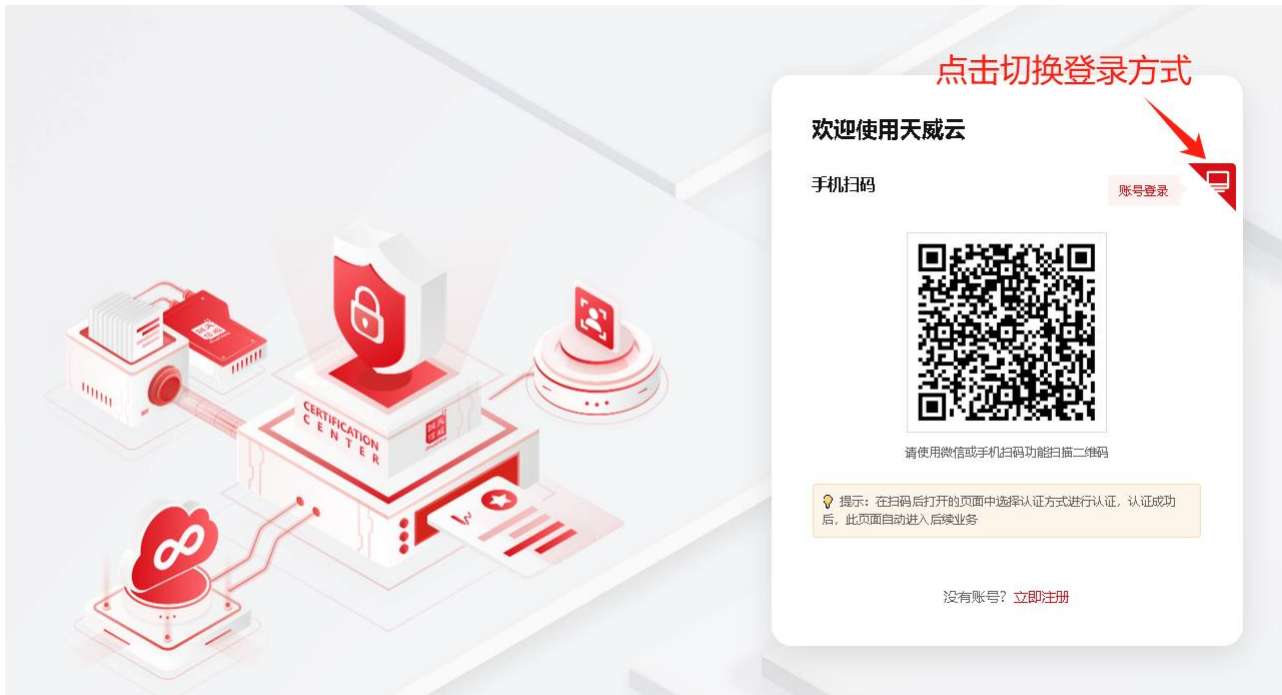 点击切换登录方式
欢迎使用天威云
手机扫码
账号登录
CERTIFICATION
CENTER
请使用微信或手机扫码功能扫描二维码
提示：在扫码后打开的页面中选择认证方式进行认证，认证成功
后，此页面自动进入后续业务
没有账号？立即注册